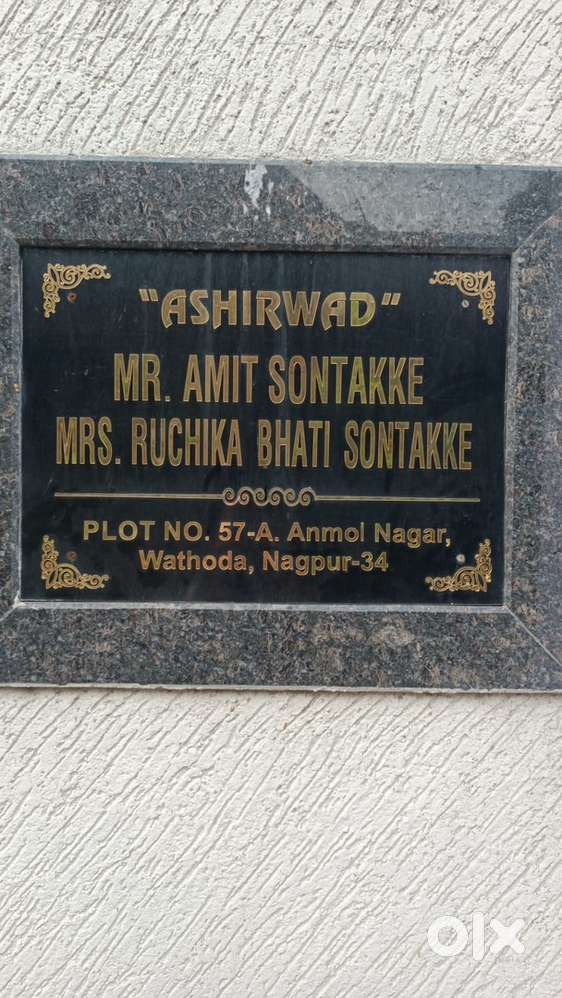 "ASHIRWAD"
MR. AMIT SONTAKKE
MRS. RUCHIKA BHATI SONTAKKE
PLOT NO. 57-A. Anmol Nagar,
Wathoda, Nagpur-34
olx